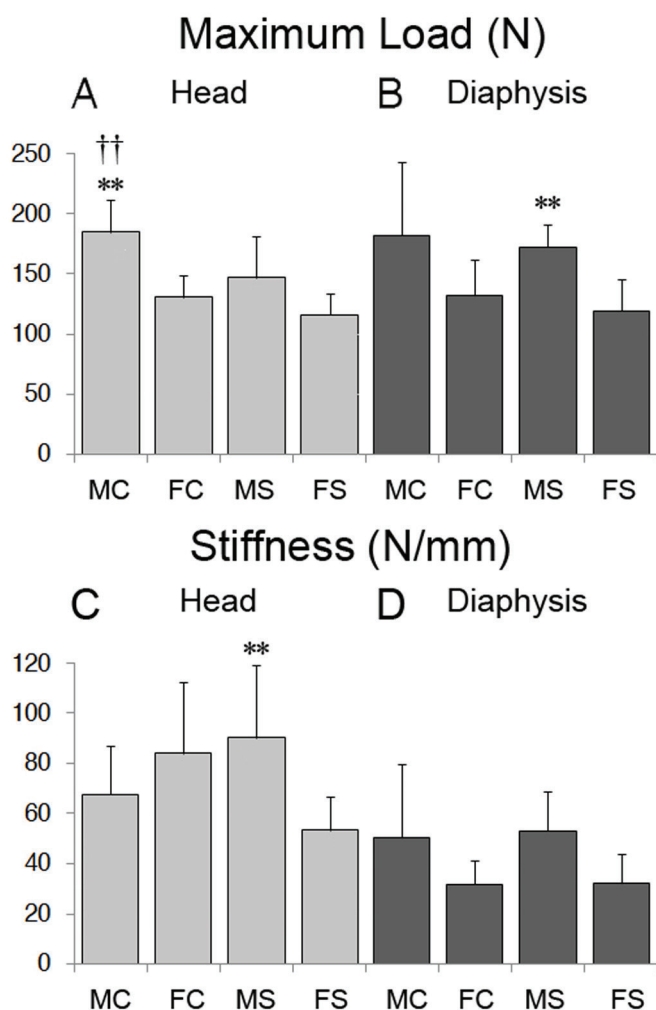 Maximum Load (N)
A Head B Diaphysis
††
** **
250
200
150
100
50
0
MC FC MS FS MC FC MS FS
Stiffness (N/mm)
C Head D Diaphysis
**
120
100
80
60
40
20
0
MC FC MS FS MC FC MS FS